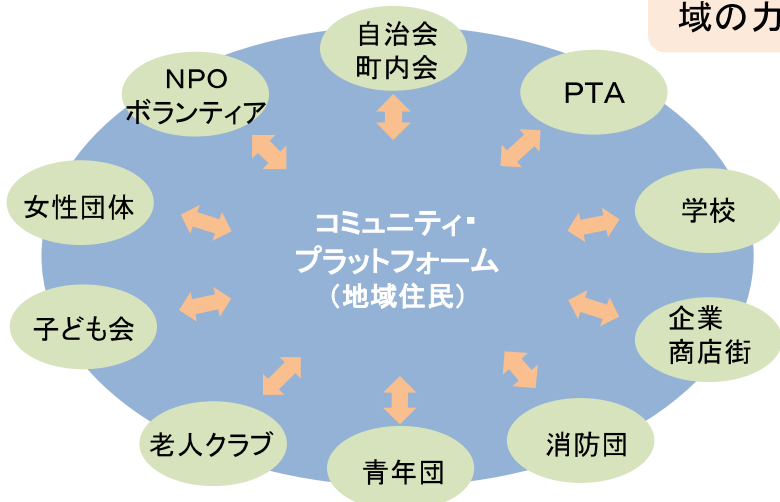 域の力
自治会
町内会
NPO
ボランティア
PTA
女性団体
学校
コミュニティ・
プラットフォーム
（地域住民）
子ども会
企業
商店街
老人クラブ
消防団
青年団